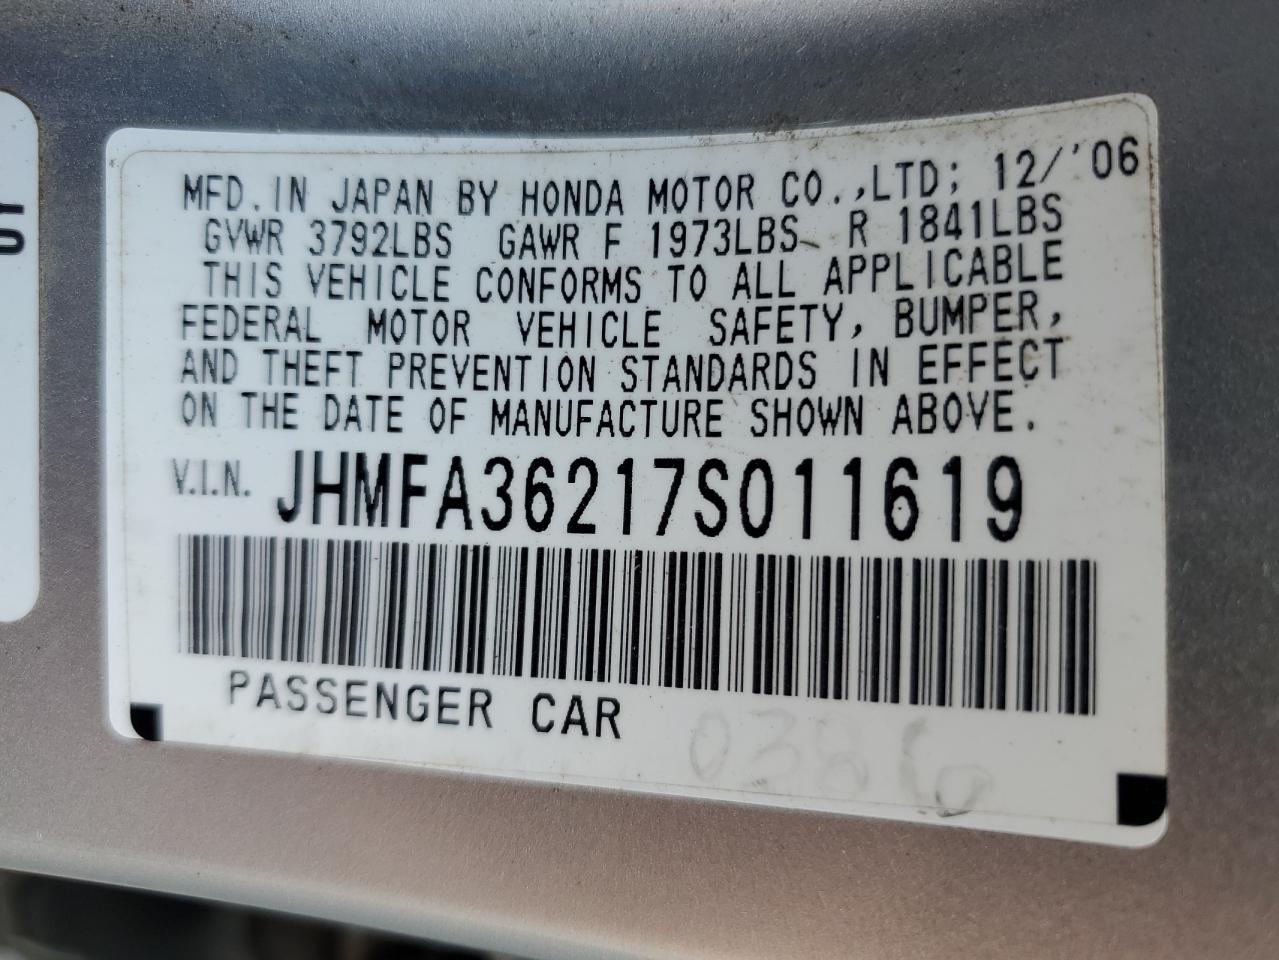 MFD. IN JAPAN BY HONDA MOTOR CO.,LTD; 12/'06
GVWR 3792LBS GAWR F 1973LBS R 1841LBS
THIS VEHICLE CONFORMS TO ALL APPLICABLE
FEDERAL MOTOR VEHICLE SAFETY, BUMPER,
AND THEFT PREVENTION STANDARDS IN EFFECT
ON THE DATE OF MANUFACTURE SHOWN ABOVE.
V.I.N. JHMFA36217S011619
PASSENGER CAR